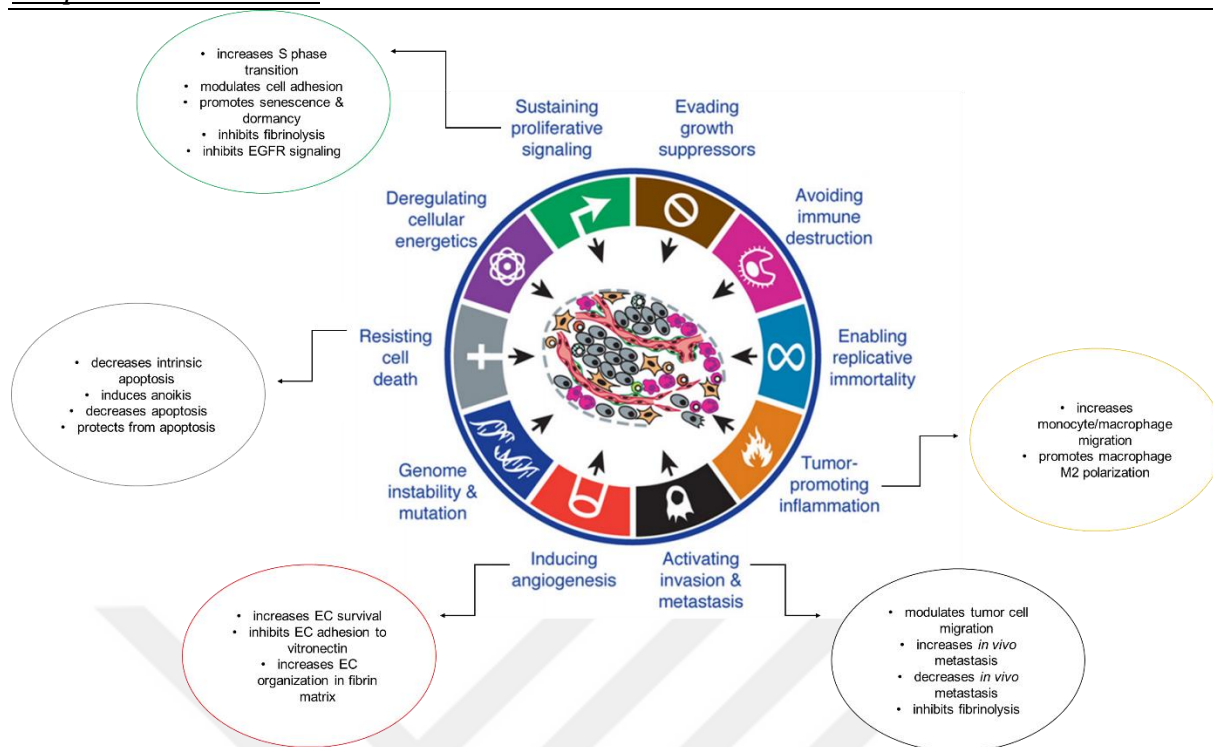 • increases S phase
transition
• modulates cell adhesion
• promotes senescence &
dormancy
• inhibits fibrinolysis
• inhibits EGFR signaling
Sustaining
proliferative
signaling
Evading
growth
suppressors
Deregulating
cellular
energetics
Avoiding
immune
destruction
Resisting
cell
death
Enabling
replicative
immortality
• decreases intrinsic
apoptosis
• induces anoikis
• decreases apoptosis
• protects from apoptosis
• increases
monocyte/macrophage
migration
• promotes macrophage
M2 polarization
Genome
instability &
mutation
Tumor-
promoting
inflammation
Inducing
angiogenesis
Activating
invasion &
metastasis
• increases EC survival
• inhibits EC adhesion to
vitronectin
• increases EC
organization in fibrin
matrix
• modulates tumor cell
migration
• increases in vivo
metastasis
• decreases in vivo
metastasis
• inhibits fibrinolysis